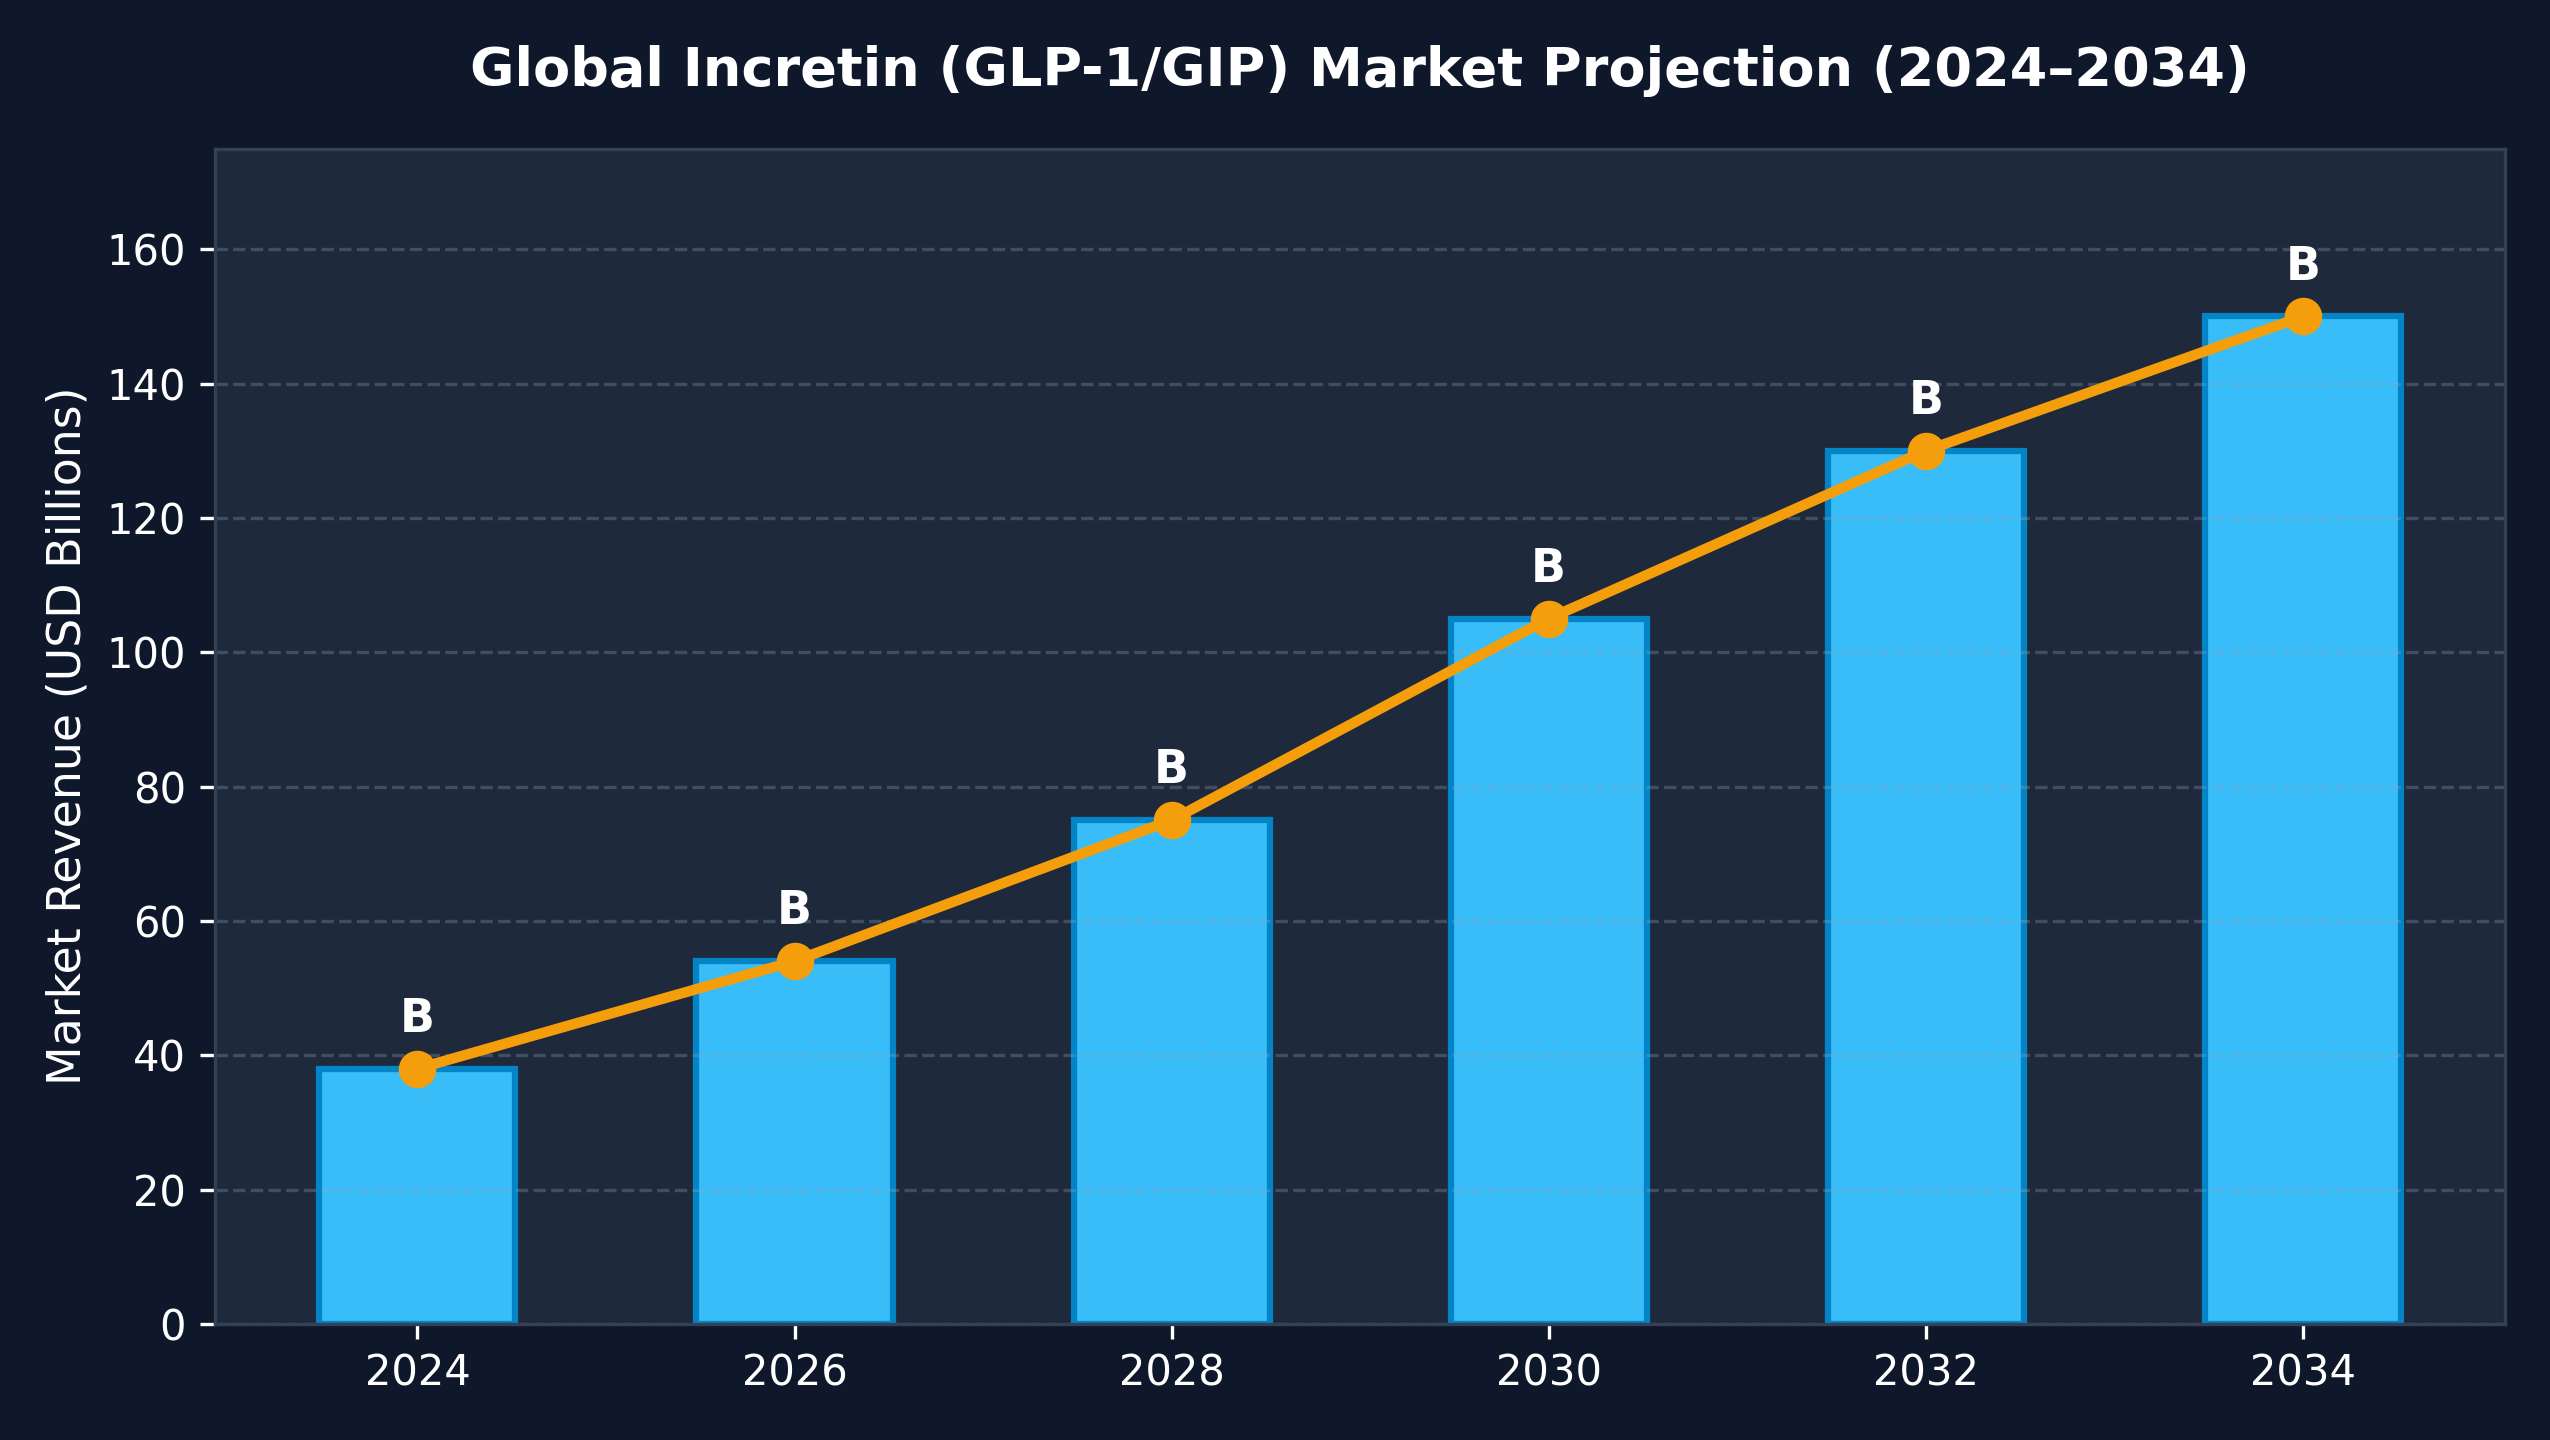 Global Incretin (GLP-1/GIP) Market Projection (2024–2034)
Market Revenue (USD Billions)
160
140
120
100
80
60
40
20
0
B
B
B
B
B
B
2024
2026
2028
2030
2032
2034